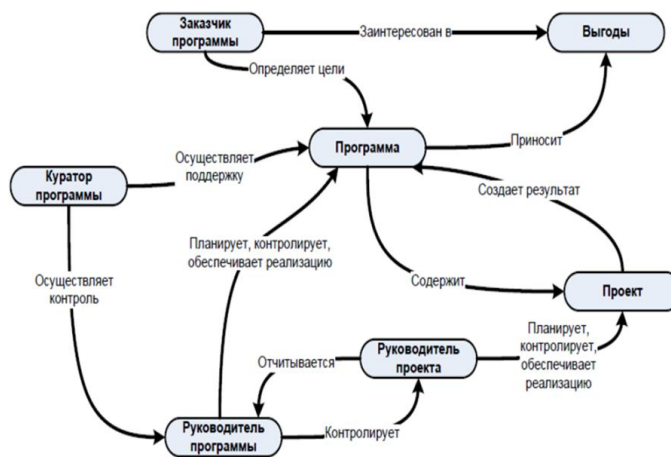 Заказчик
программы
Заинтересован в
Выгоды
Определяет цели
Программа
Приносит
Осуществляет
поддержку
Куратор
программы
Создает результат
Планирует, контролирует,
обеспечивает реализацию
Осуществляет
контроль
Содержит
Проект
Планирует,
контролирует,
обеспечивает
реализацию
Руководитель
проекта
Отчитывается
Руководитель
программы
Контролирует